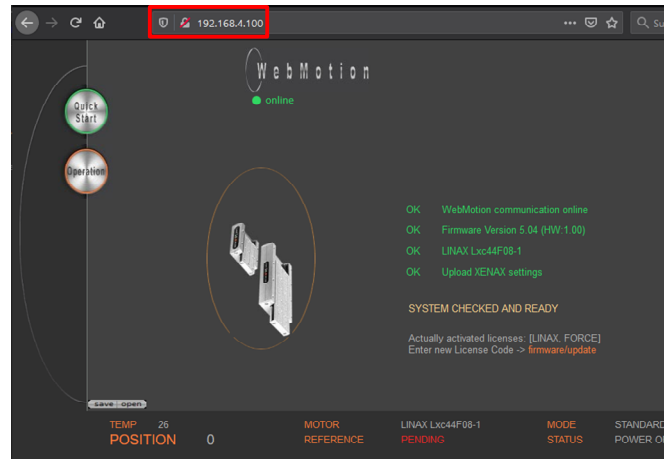 192.168.4.100
WebMotion
online
Quick
Start
Operation
OK WebMotion communication online
OK Firmware Version 5.04 (HW:1.00)
OK LINAX Lxc44F08-1
OK Upload XENAX settings
SYSTEM CHECKED AND READY
Actually activated licenses: [LINAX. FORCE]
Enter new License Code -> firmware/update
save open
TEMP 26 MOTOR LINAX Lxc44F08-1 MODE STANDARD
POSITION 0 REFERENCE PENDING STATUS POWER